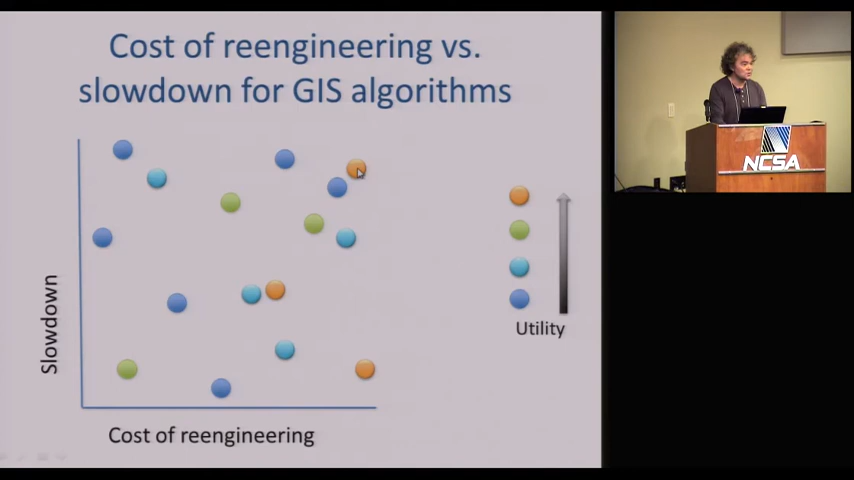 Cost of reengineering vs.
slowdown for GIS algorithms
Slowdown
Cost of reengineering
Utility
NCSA